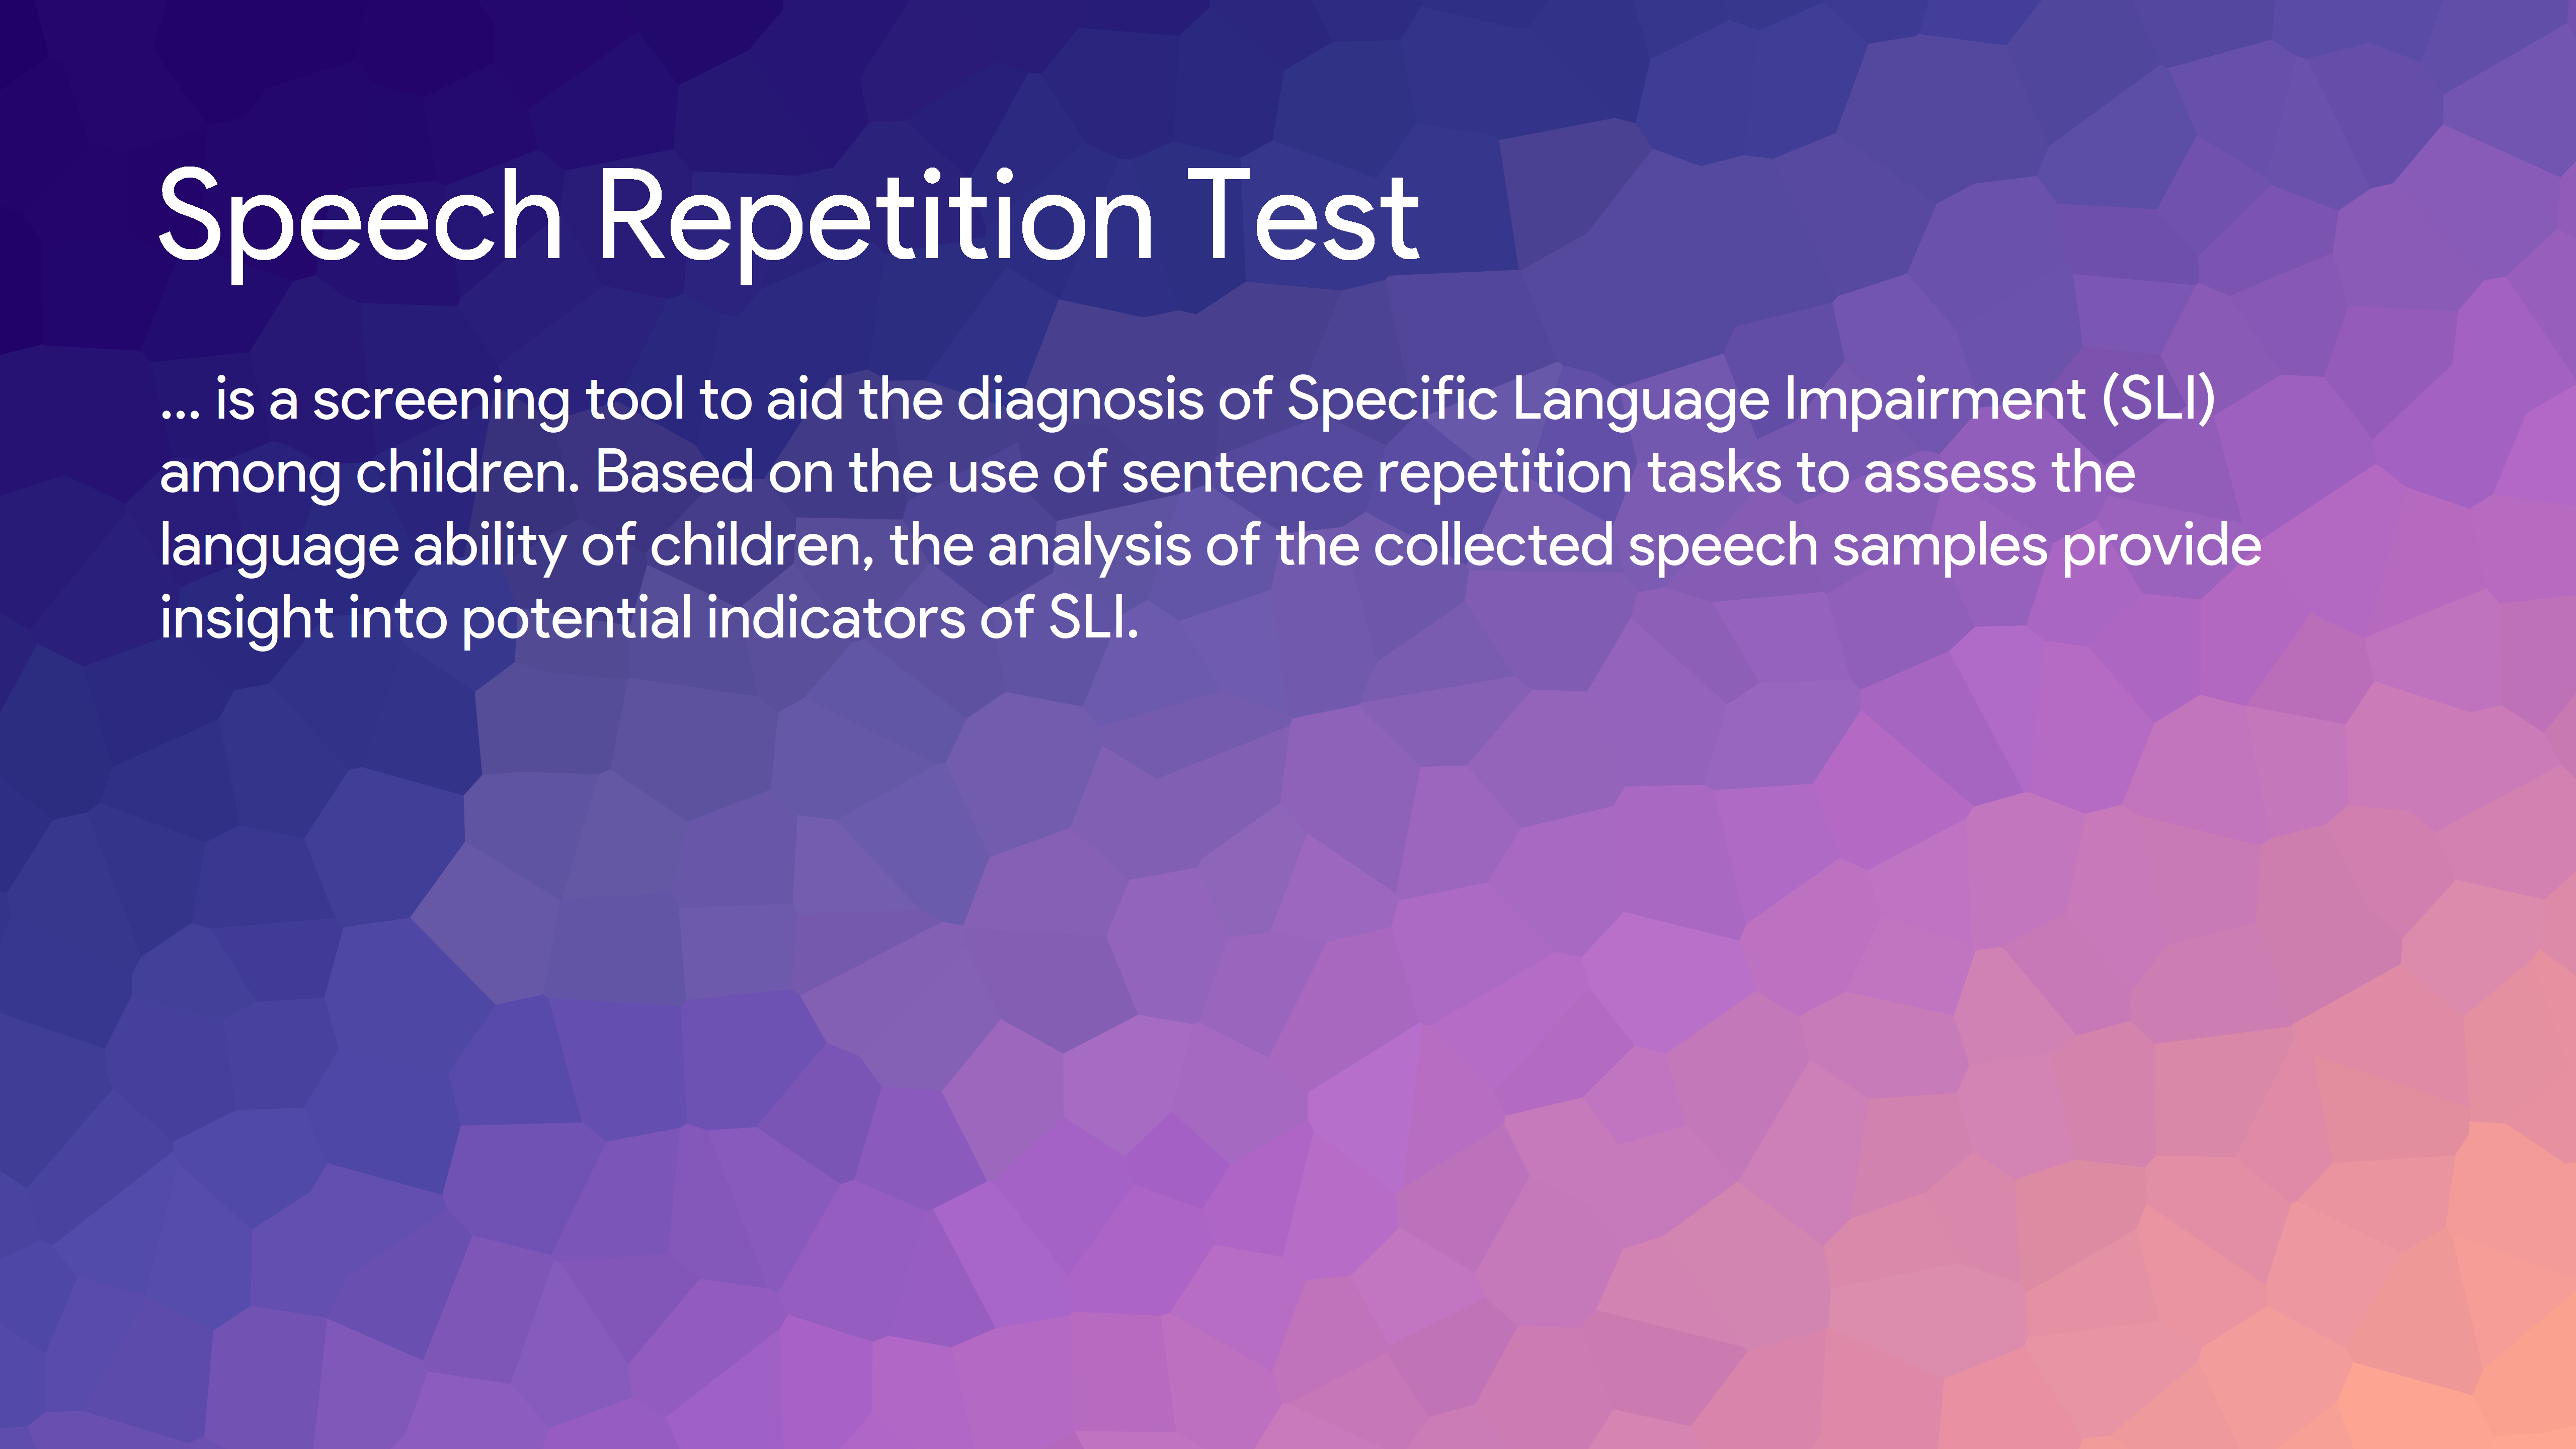 Speech Repetition Test
... is a screening tool to aid the diagnosis of Specific Language Impairment (SLI)
among children. Based on the use of sentence repetition tasks to assess the
language ability of children, the analysis of the collected speech samples provide
insight into potential indicators of SLI.